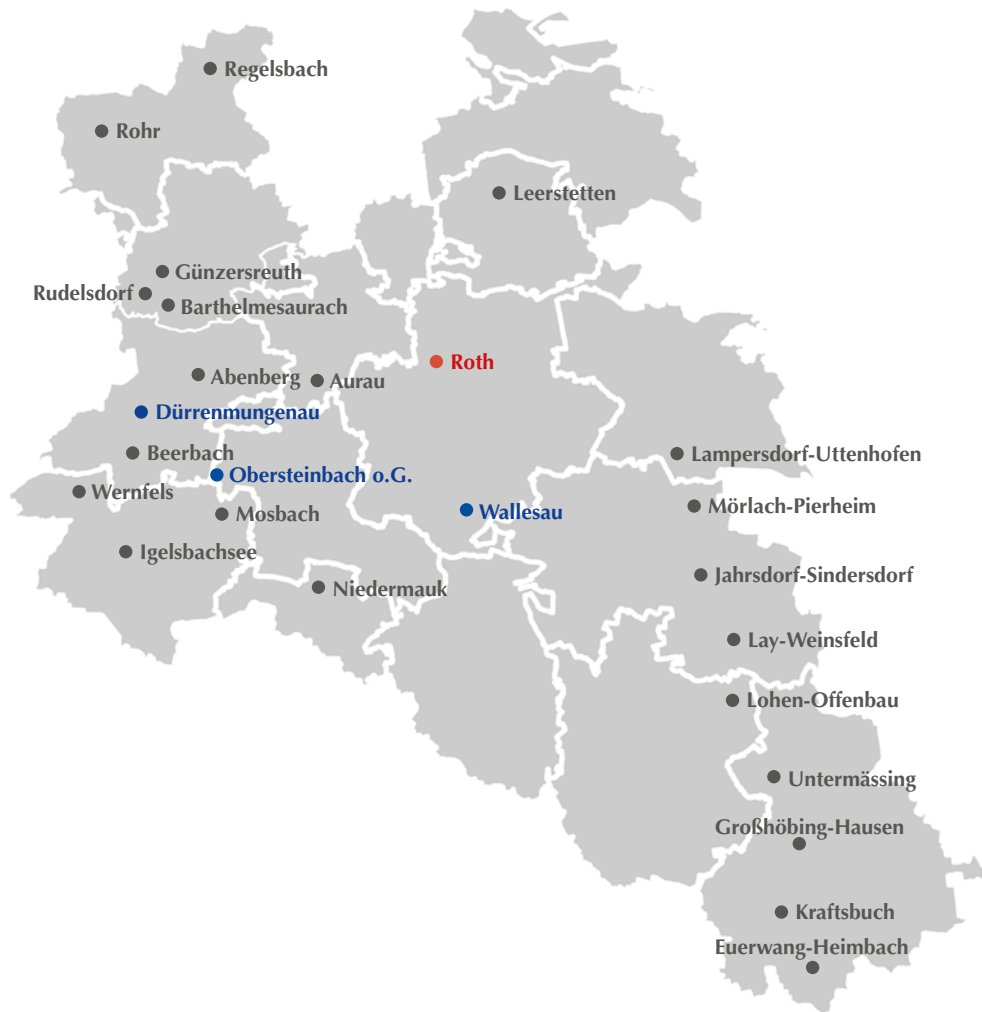 Regelsbach
Rohr
Leerstetten
Günzersreuth
Rudelsdorf
Barthelmesaurach
Roth
Abenberg
Aurau
Dürrenmungenau
Beerbach
Lampersdorf-Uttenhofen
Obersteinbach o.G.
Wernfels
Mörlach-Pierheim
Mosbach
Wallesau
Igelsbachsee
Jahrsdorf-Sindersdorf
Niedermauk
Lay-Weinsfeld
Lohen-Offenbau
Untermässing
Großhöbing-Hausen
Kraftsbuch
Euerwang-Heimbach